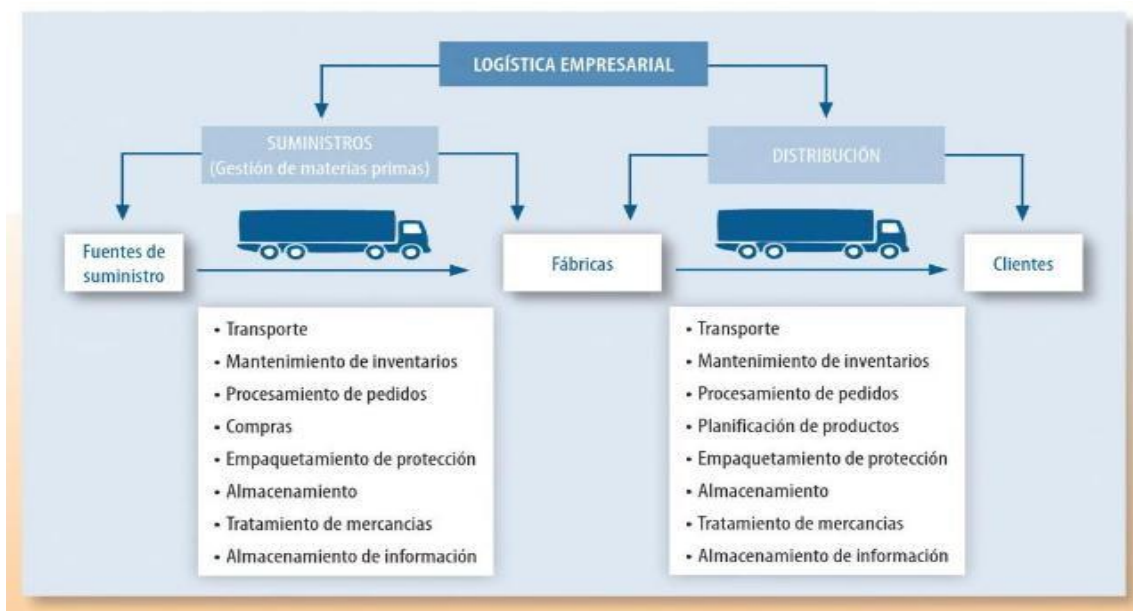 LOGÍSTICA EMPRESARIAL
SUMINISTROS
(Gestión de materias primas)
DISTRIBUCIÓN
Fuentes de
suministro
Fábricas
Clientes
• Transporte
• Mantenimiento de inventarios
• Procesamiento de pedidos
• Compras
• Empaquetamiento de protección
• Almacenamiento
• Tratamiento de mercancias
• Almacenamiento de información
• Transporte
• Mantenimiento de inventarios
• Procesamiento de pedidos
• Planificación de productos
• Empaquetamiento de protección
• Almacenamiento
• Tratamiento de mercancias
• Almacenamiento de información